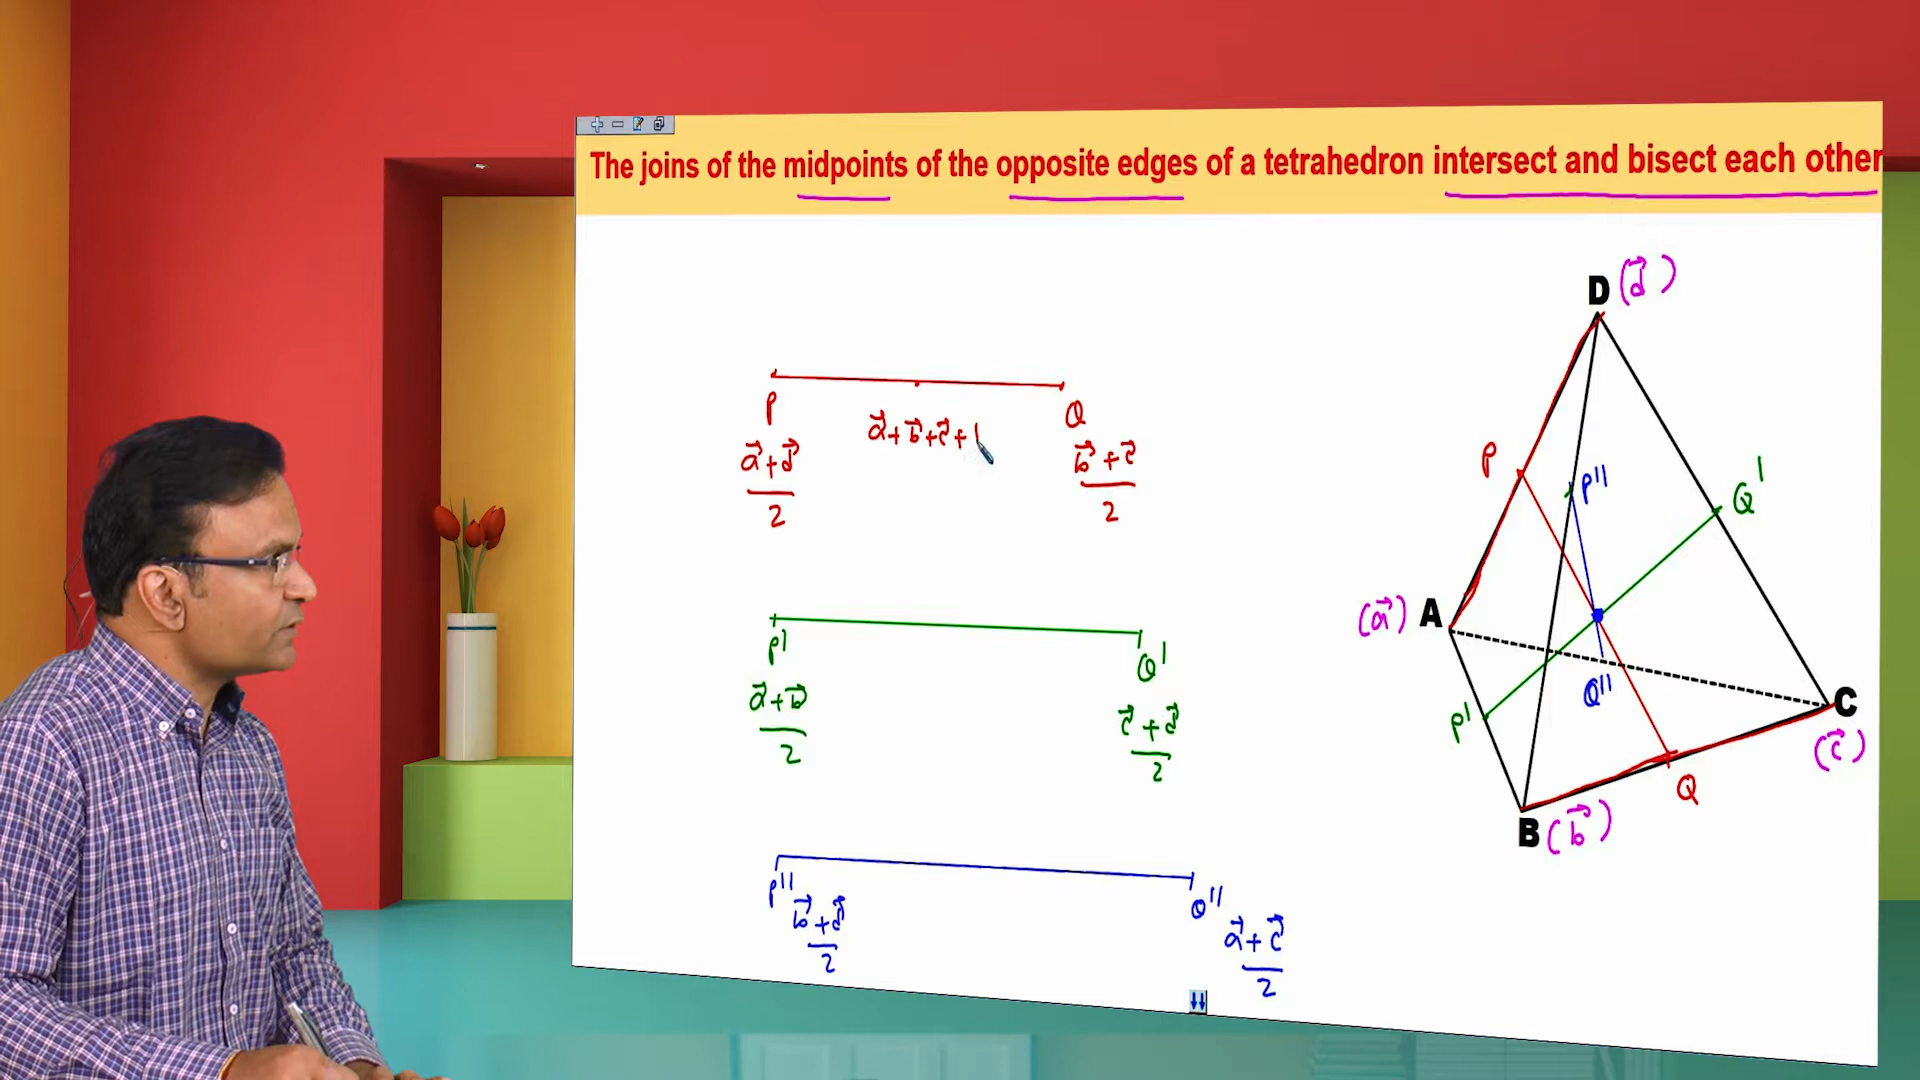 The joins of the midpoints of the opposite edges of a tetrahedron intersect and bisect each other
D (d⃗)
P
Q
a⃗ + b⃗ + c⃗ +
a⃗ + d⃗
2
b⃗ + c⃗
2
P
P''
Q'
P'
Q'
a⃗ + b⃗
2
c⃗ + d⃗
2
(a⃗) A
Q''
P'
C
(c⃗)
Q
B (b⃗)
P''
b⃗ + d⃗
2
Q''
a⃗ + c⃗
2